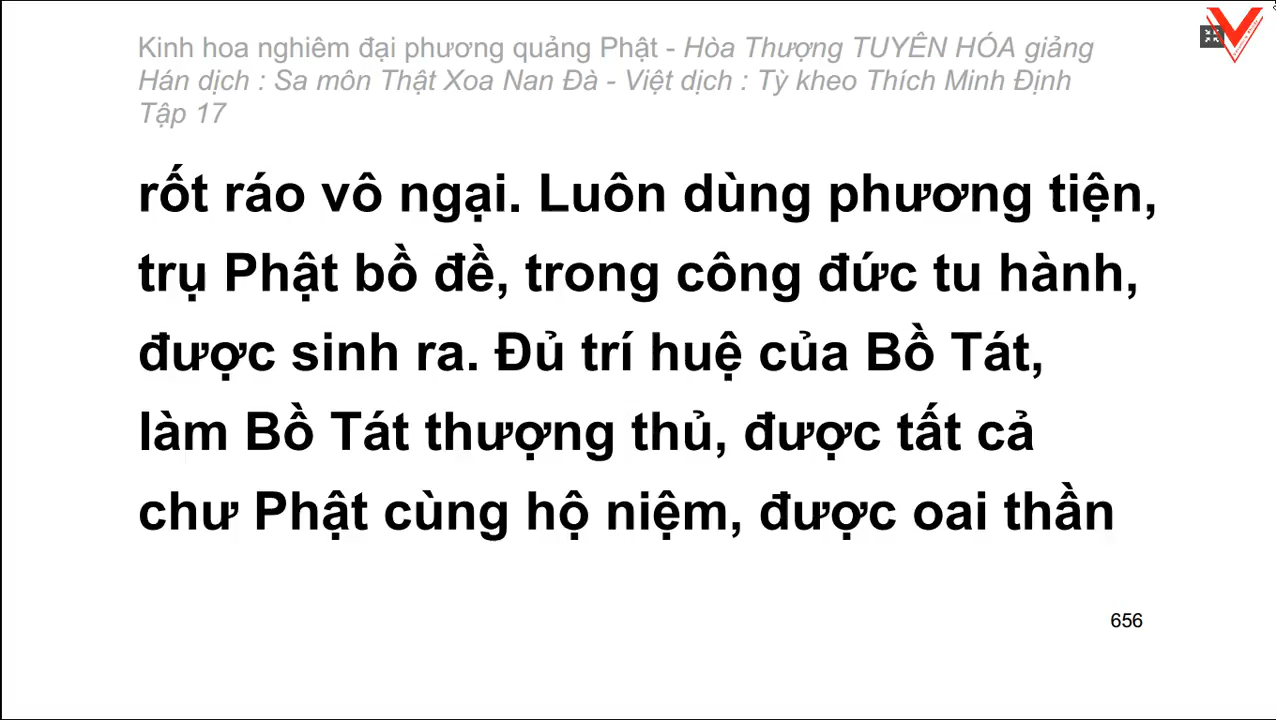 Kinh hoa nghiêm đại phương quảng Phật - Hòa Thượng TUYÊN HÓA giảng
Hán dịch : Sa môn Thật Xoa Nan Đà - Việt dịch : Tỳ kheo Thích Minh Định
Tập 17
rốt ráo vô ngại. Luôn dùng phương tiện,
trụ Phật bồ đề, trong công đức tu hành,
được sinh ra. Đủ trí huệ của Bồ Tát,
làm Bồ Tát thượng thủ, được tất cả
chư Phật cùng hộ niệm, được oai thần
656